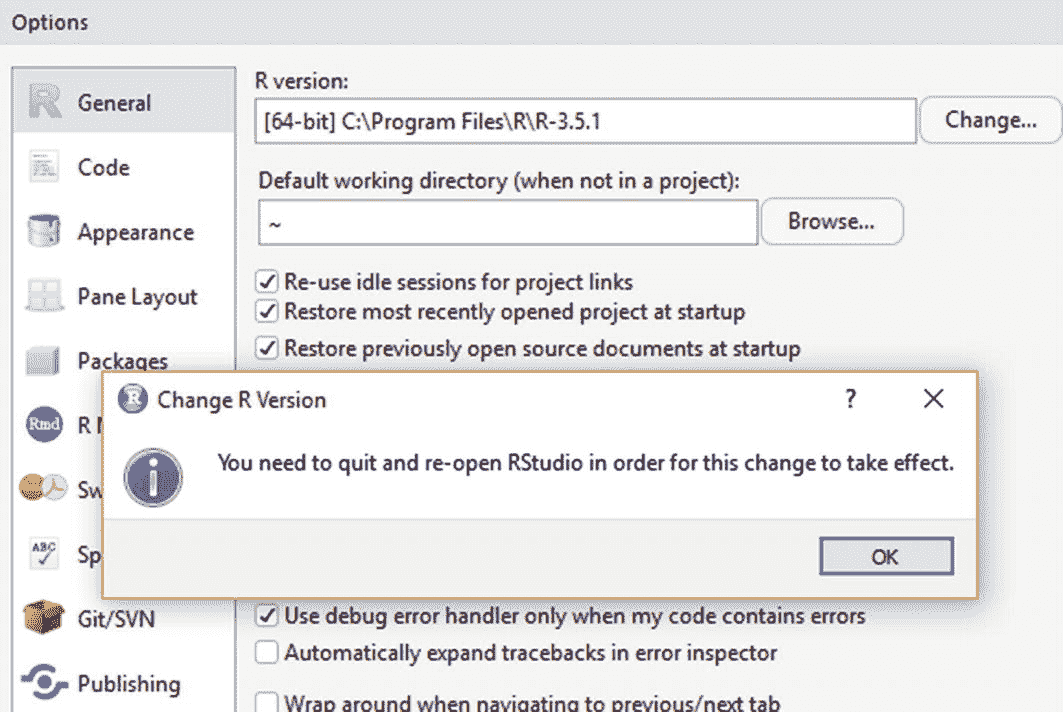 Options
General
Code
Appearance
Pane Layout
Packages
Rmd
R
Sw
ABC
Sp
Git/SVN
Publishing
R version:
[64-bit] C:\Program Files\R\R-3.5.1
Change...
Default working directory (when not in a project):
~
Browse...
Re-use idle sessions for project links
Restore most recently opened project at startup
Restore previously open source documents at startup
R
Change R Version
?
You need to quit and re-open RStudio in order for this change to take effect.
OK
Use debug error handler only when my code contains errors
Automatically expand tracebacks in error inspector
Wrap around when navigating to previous/next tab